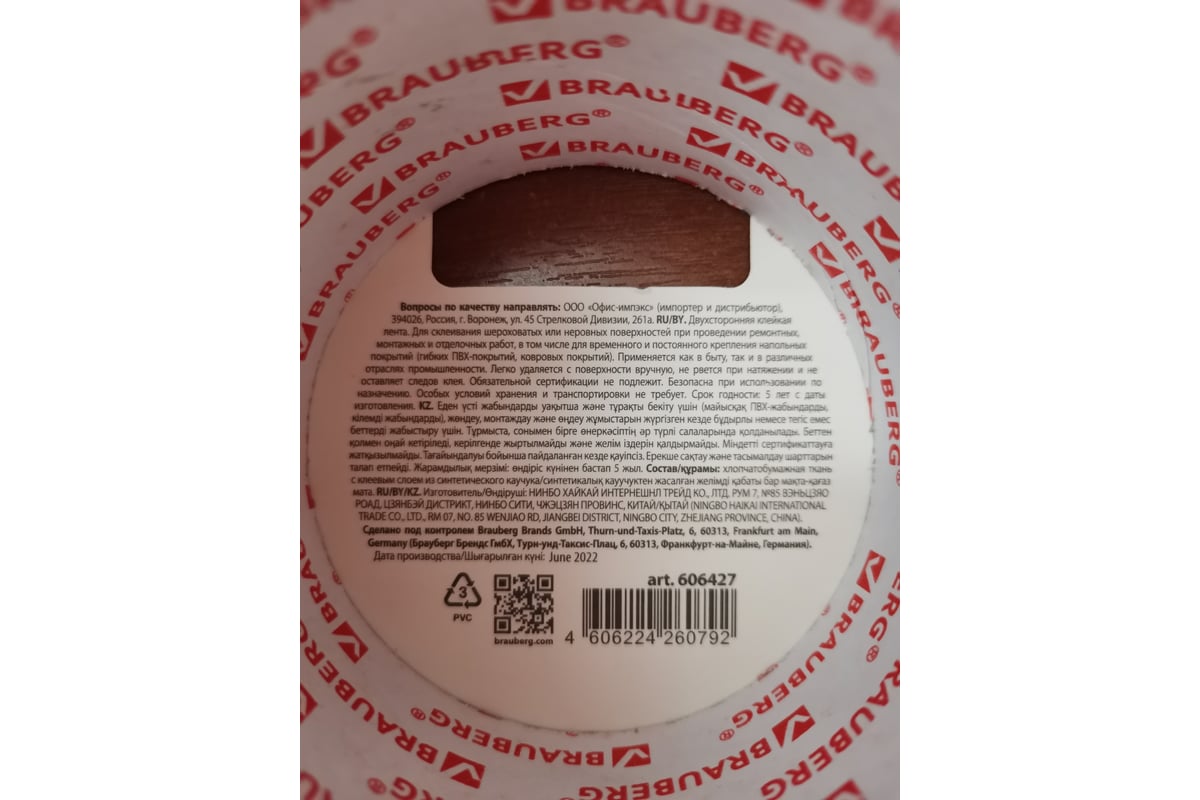 BRAUBERG®
BRAUBERG®
BRAUBERG®
BRAUBERG®
BRAUBERG®
BRAUBERG®
Вопросы по качеству направлять: ООО «Офис-импэкс» (импортер и дистрибьютор),
394026, Россия, г. Воронеж, ул. 45 Стрелковой Дивизии, 261а. RU/BY. Двухсторонняя клейкая
лента. Для склеивания шероховатых или неровных поверхностей при проведении ремонтных,
монтажных и отделочных работ, в том числе для временного и постоянного крепления напольных
покрытий (гибких ПВХ-покрытий, ковровых покрытий). Применяется как в быту, так и в различных
отраслях промышленности. Легко удаляется с поверхности вручную, не рвется при натяжении и не
оставляет следов клея. Обязательной сертификации не подлежит. Безопасна при использовании по
назначению. Особых условий хранения и транспортировки не требует. Срок годности: 5 лет с даты
изготовления. KZ. Еден үсті жабындарды уақытша және тұрақты бекіту үшін (майысқақ ПВХ-жабындарды,
кілемді жабындарды), жөндеу, монтаждау және өңдеу жұмыстарын жүргізген кезде бұдырлы немесе тегіс емес
беттерді жабыстыру үшін. Тұрмыста, сонымен бірге өнеркәсіптің әр түрлі салаларында қолданылады. Беттен
қолмен оңай кетіріледі, керілгенде жыртылмайды және желім іздерін қалдырмайды. Міндетті сертификаттауға
жатқызылмайды. Тағайындалуы бойынша пайдаланған кезде қауіпсіз. Ерекше сақтау және тасымалдау шарттарын
талап етпейді. Жарамдылық мерзімі: өндіріс күнінен бастап 5 жыл. Состав/құрамы: хлопчатобумажная ткань
с клеевым слоем из синтетического каучука/синтетикалық каучуктен жасалған желімді қабаты бар мақта-қағаз
мата. RU/BY/KZ. Изготовитель/Өндіруші: НИНБО ХАЙКАЙ ИНТЕРНЕШНЛ ТРЕЙД КО., ЛТД, РУМ 7, №85 ВЭНЬЦЗЯО
РОАД, ЦЗЯНБЭЙ ДИСТРИКТ, НИНБО СИТИ, ЧЖЭЦЗЯН ПРОВИНС, КИТАЙ/ҚЫТАЙ (NINGBO HAIKAI INTERNATIONAL
TRADE CO., LTD., RM 07, NO. 85 WENJIAO RD, JIANGBEI DISTRICT, NINGBO CITY, ZHEJIANG PROVINCE, CHINA).
Сделано под контролем Brauberg Brands GmbH, Thurn-und-Taxis-Platz, 6, 60313, Frankfurt am Main,
Germany (Брауберг Брендс ГмбХ, Турн-унд-Таксис-Плац, 6, 60313, Франкфурт-на-Майне, Германия).
Дата производства/Шығарылған күні: June 2022
art. 606427
3
PVC
brauberg.com
4 606224 260792
BRAUBERG®
BRAUBERG®
BRAUBERG®
BRAUBERG®